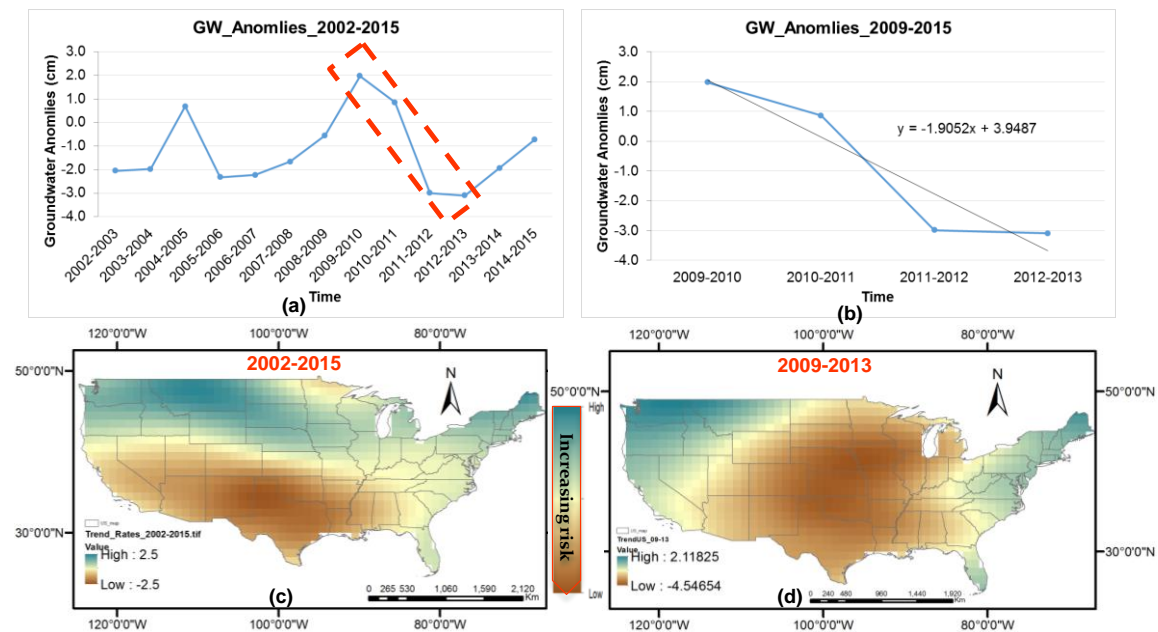 GW_Anomlies_2002-2015
Groundwater Anomlies (cm)
3.0
2.0
1.0
0.0
-1.0
-2.0
-3.0
-4.0
2002-2003
2003-2004
2004-2005
2005-2006
2006-2007
2007-2008
2008-2009
2009-2010
2010-2011
2011-2012
2012-2013
2013-2014
2014-2015
(a)
Time
GW_Anomlies_2009-2015
Groundwater Anomlies (cm)
3.0
2.0
1.0
0.0
-1.0
-2.0
-3.0
-4.0
y = -1.9052x + 3.9487
2009-2010
2010-2011
2011-2012
2012-2013
(b)
Time
120°0'0"W 100°0'0"W 80°0'0"W
2002-2015
50°0'0"N
30°0'0"N
N
US_map
Trend_Rates_2002-2015.tif
Value
High : 2.5
Low : -2.5
(c)
0 265 530 1,060 1,590 2,120
Km
120°0'0"W 100°0'0"W 80°0'0"W
High
Increasing risk
Low
120°0'0"W 100°0'0"W 80°0'0"W
2009-2013
50°0'0"N
50°0'0"N
30°0'0"N
N
US_map
TrendUS_09-13
Value
High : 2.11825
Low : -4.54654
(d)
0 240 480 960 1,440 1,920
Km
120°0'0"W 100°0'0"W 80°0'0"W